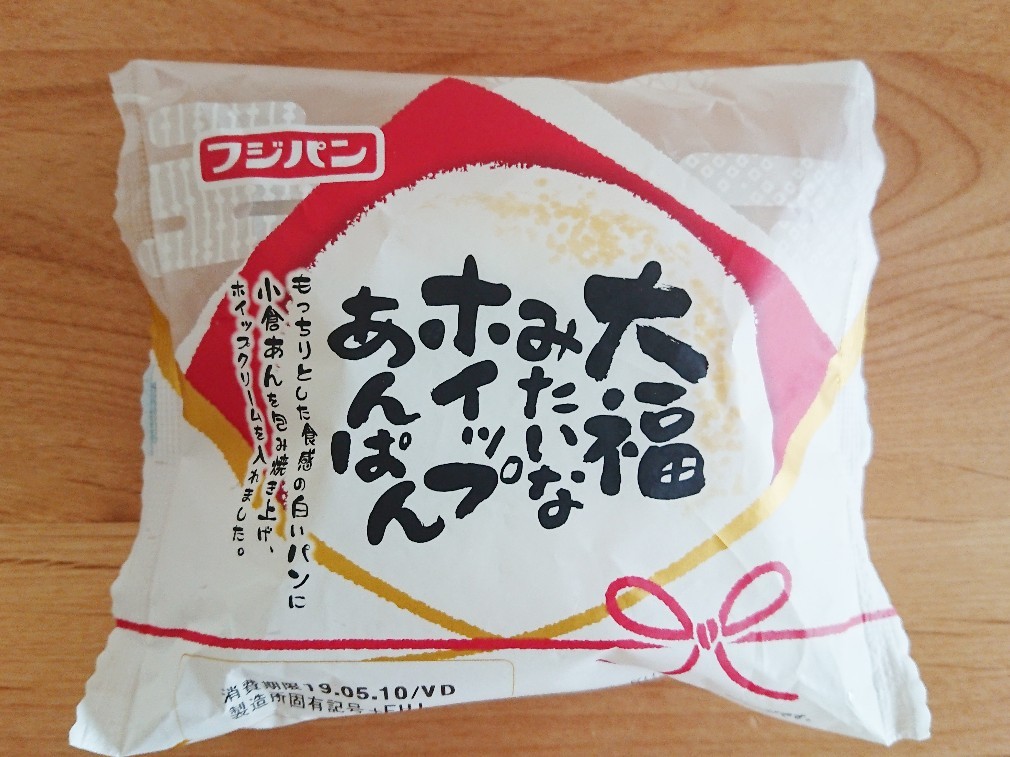 フジパン
大福
みたいな
ホイップ
あんぱん
もっちりとした食感の白いパンに
小倉あんを包み焼き上げ、
ホイップクリームを入れました。
消費期限 19.05.10/VD
製造所固有記号